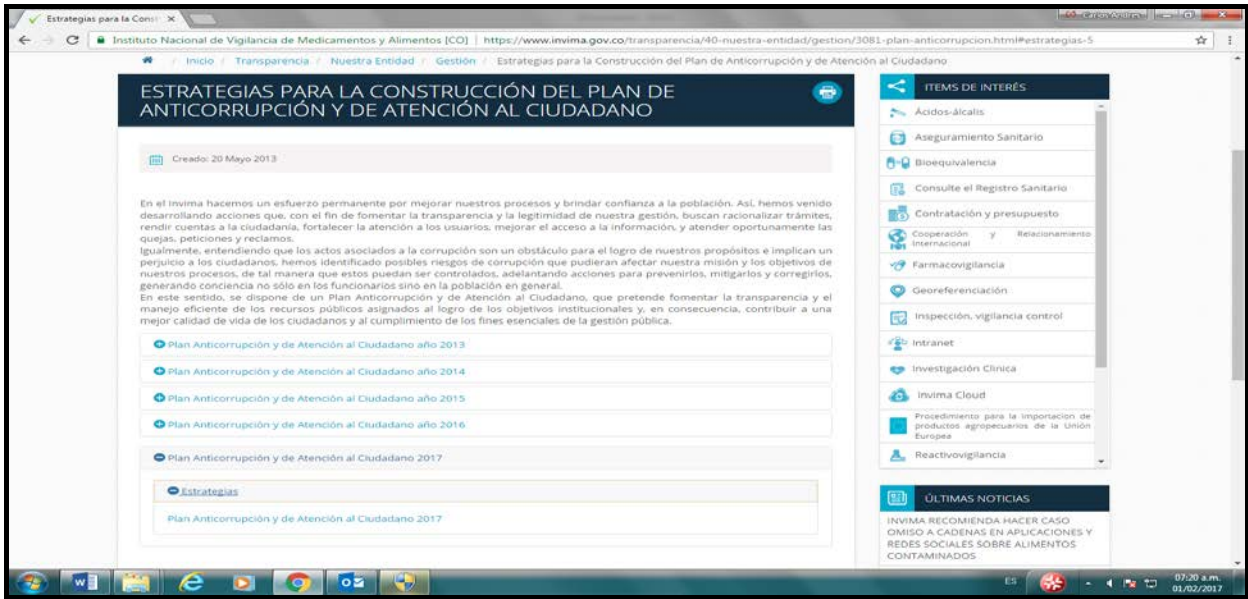 Estrategias para la Cons
Carlos Andres
Instituto Nacional de Vigilancia de Medicamentos y Alimentos [CO] | https://www.invima.gov.co/transparencia/40-nuestra-entidad/gestion/3081-plan-anticorrupcion.html#estrategias-5
/ Inicio / Transparencia / Nuestra Entidad / Gestión / Estrategias para la Construcción del Plan de Anticorrupción y de Atención al Ciudadano
ESTRATEGIAS PARA LA CONSTRUCCIÓN DEL PLAN DE
ANTICORRUPCIÓN Y DE ATENCIÓN AL CIUDADANO
Creado: 20 Mayo 2013
En el Invima hacemos un esfuerzo permanente por mejorar nuestros procesos y brindar confianza a la población. Así, hemos venido
desarrollando acciones que, con el fin de fomentar la transparencia y la legitimidad de nuestra gestión, buscan racionalizar trámites,
rendir cuentas a la ciudadanía, fortalecer la atención a los usuarios, mejorar el acceso a la información, y atender oportunamente las
quejas, peticiones y reclamos.
Igualmente, entendiendo que los actos asociados a la corrupción son un obstáculo para el logro de nuestros propósitos e implican un
perjuicio a los ciudadanos, hemos identificado posibles riesgos de corrupción que pudieran afectar nuestra misión y los objetivos de
nuestros procesos, de tal manera que estos puedan ser controlados, adelantando acciones para prevenirlos, mitigarlos y corregirlos,
generando conciencia no sólo en los funcionarios sino en la población en general.
En este sentido, se dispone de un Plan Anticorrupción y de Atención al Ciudadano, que pretende fomentar la transparencia y el
manejo eficiente de los recursos públicos asignados al logro de los objetivos institucionales y, en consecuencia, contribuir a una
mejor calidad de vida de los ciudadanos y al cumplimiento de los fines esenciales de la gestión pública.
Plan Anticorrupción y de Atención al Ciudadano año 2013
Plan Anticorrupción y de Atención al Ciudadano año 2014
Plan Anticorrupción y de Atención al Ciudadano año 2015
Plan Anticorrupción y de Atención al Ciudadano año 2016
Plan Anticorrupción y de Atención al Ciudadano 2017
Estrategias
Plan Anticorrupción y de Atención al Ciudadano 2017
ITEMS DE INTERÉS
Ácidos-álcalis
Aseguramiento Sanitario
Bioequivalencia
Consulte el Registro Sanitario
Contratación y presupuesto
Cooperación y Relacionamiento
Internacional
Farmacovigilancia
Georeferenciación
Inspección, vigilancia control
Intranet
Investigación Clinica
Invima Cloud
Procedimiento para la importacion de
productos agropecuarios de la Unión
Europea
Reactivovigilancia
ÚLTIMAS NOTICIAS
INVIMA RECOMIENDA HACER CASO
OMISO A CADENAS EN APLICACIONES Y
REDES SOCIALES SOBRE ALIMENTOS
CONTAMINADOS
ES
07:20 a.m.
01/02/2017